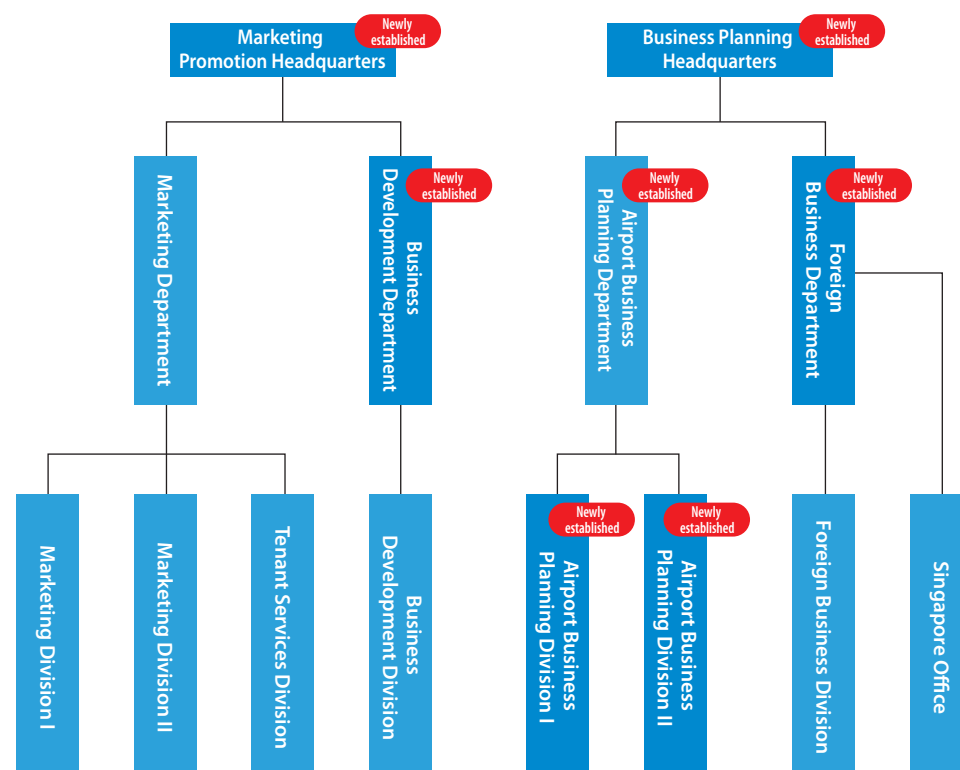 Marketing
Promotion Headquarters
Newly
established
Business Planning
Headquarters
Newly
established
Marketing Department
Business
Development Department
Newly
established
Airport Business
Planning Department
Newly
established
Foreign
Business Department
Newly
established
Marketing Division I
Marketing Division II
Tenant Services Division
Business
Development Division
Airport Business
Planning Division I
Newly
established
Airport Business
Planning Division II
Newly
established
Foreign Business Division
Singapore Office